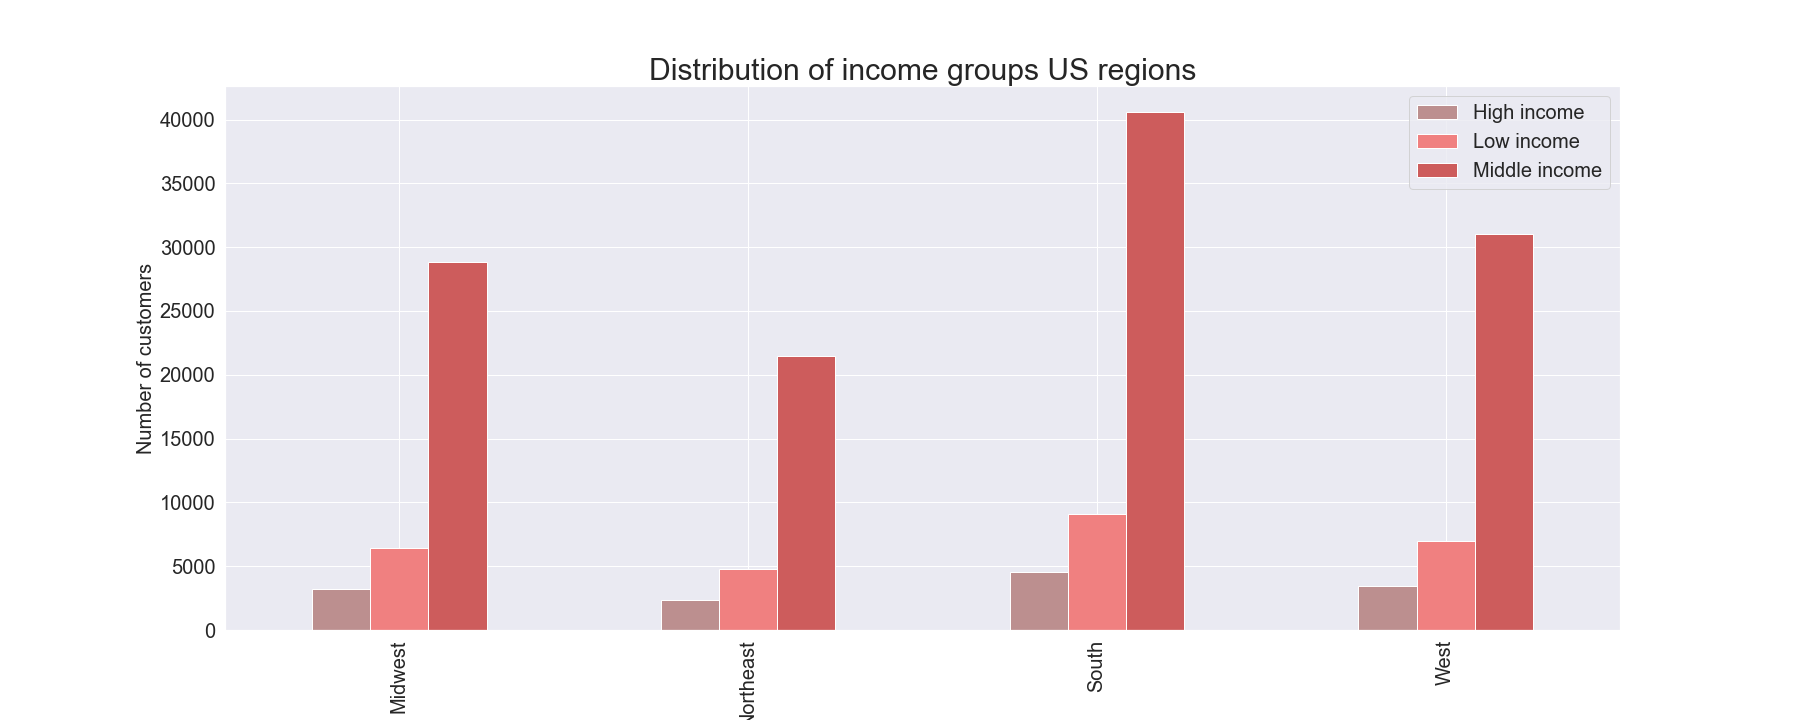 Distribution of income groups US regions
High income
Low income
Middle income
Number of customers
40000
35000
30000
25000
20000
15000
10000
5000
0
Midwest
Northeast
South
West